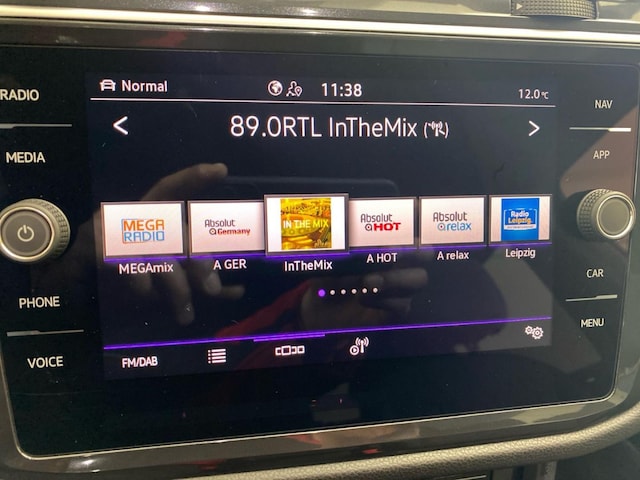 RADIO
MEDIA
PHONE
VOICE
Normal
11:38
12.0°C
89.0RTL InTheMix
MEGA RADIO
Absolut Germany
IN THE MIX
Absolut HOT
Absolut relax
Radio Leipzig
MEGAmix
A GER
InTheMix
A HOT
A relax
Leipzig
FM/DAB
NAV
APP
CAR
MENU